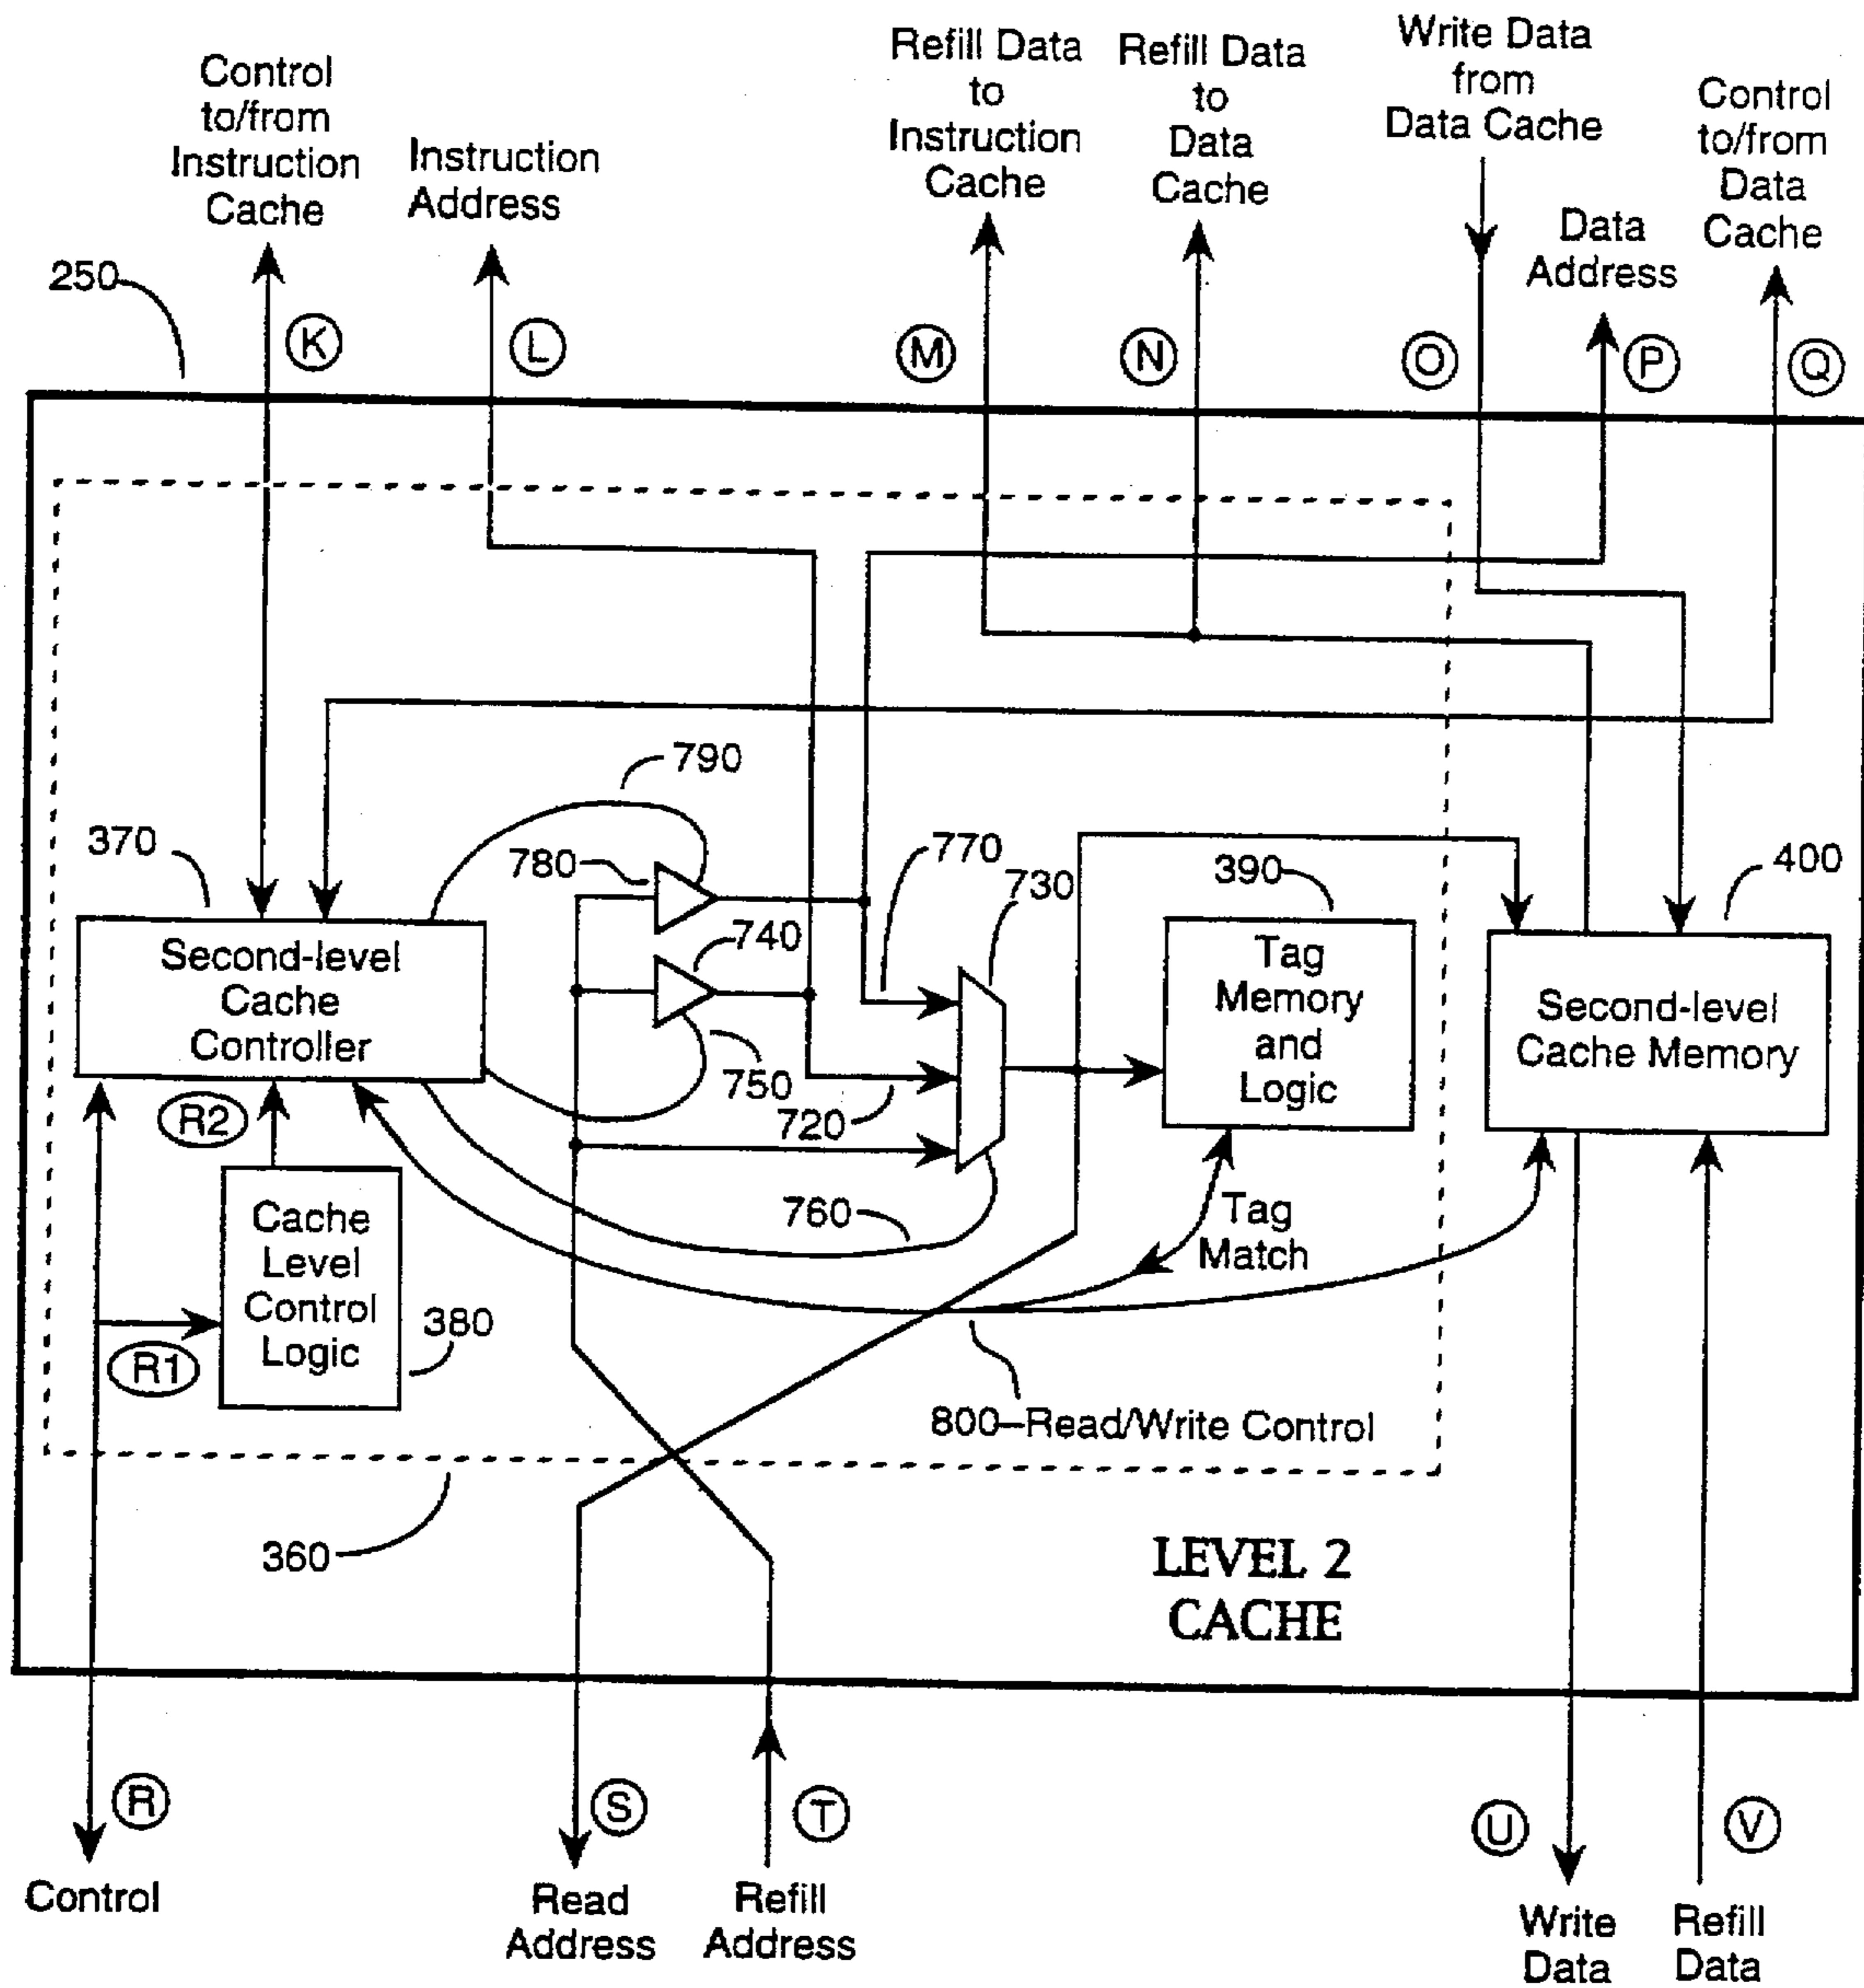 Control
to/from
Instruction
Cache
Instruction
Address
Refill Data
to
Instruction
Cache
Refill Data
to
Data
Cache
Write Data
from
Data Cache
Data
Address
Control
to/from
Data
Cache
250
K
L
M
N
O
P
Q
790
370
780
770
730
390
400
740
Second-level
Cache
Controller
Tag
Memory
and
Logic
Second-level
Cache Memory
750
720
R2
760
Tag
Match
Cache
Level
Control
Logic
380
R1
800–Read/Write Control
360
LEVEL 2
CACHE
R
S
T
U
V
Control
Read
Address
Refill
Address
Write
Data
Refill
Data